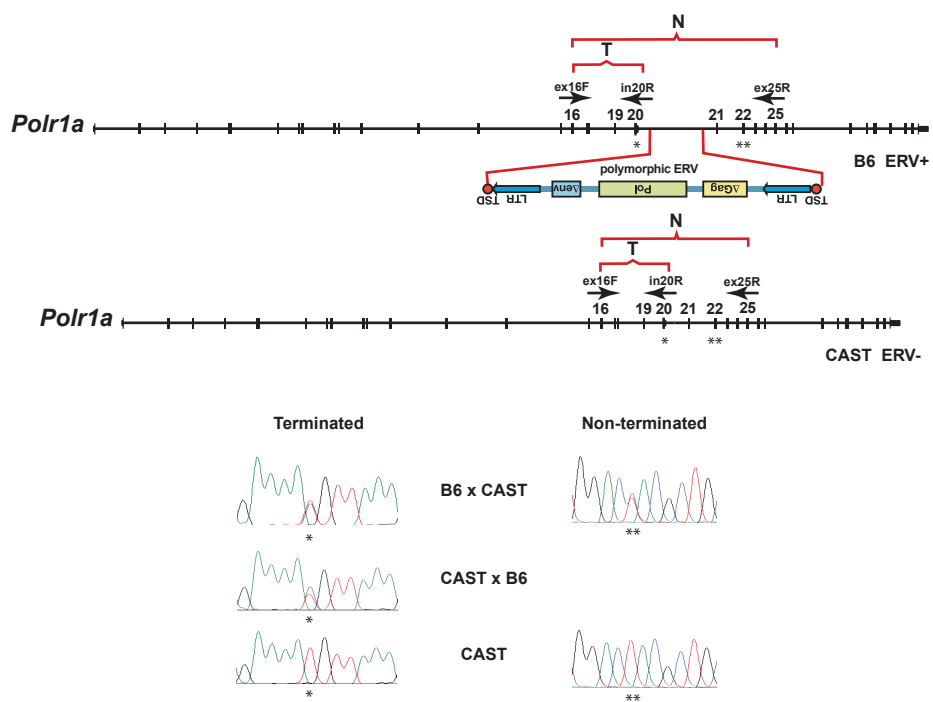 N
T
ex16F in20R ex25R
16 19 20 21 22 25
Polr1a
* **
B6 ERV+
polymorphic ERV
TSD LTR Δenv Pol ΔGag LTR TSD
N
T
ex16F in20R ex25R
16 19 20 21 22 25
Polr1a
* **
CAST ERV-
Terminated Non-terminated
B6 x CAST
* **
CAST x B6
*
CAST
* **